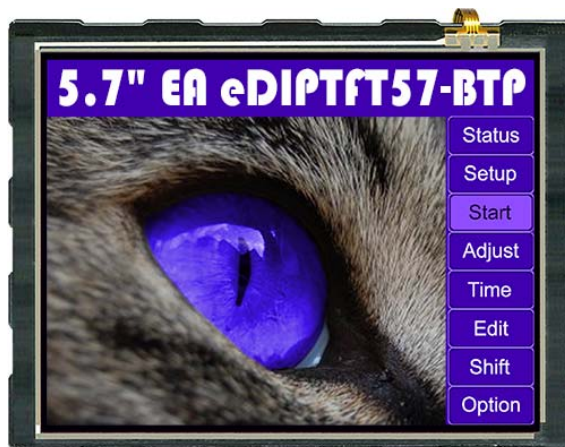 5.7" EA eDIPTFT57-BTP
Status
Setup
Start
Adjust
Time
Edit
Shift
Option